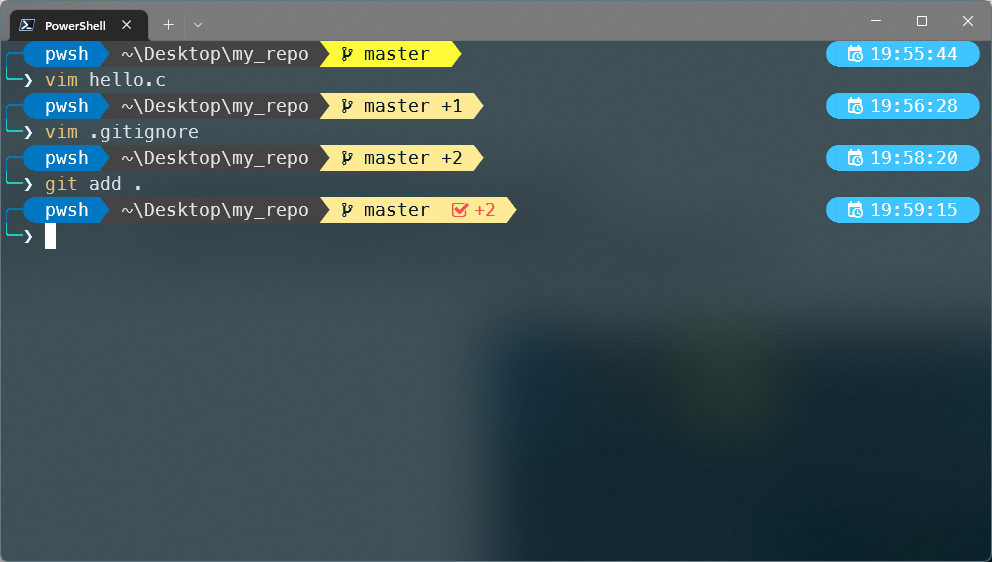 PowerShell
pwsh ~\Desktop\my_repo master 19:55:44
❯ vim hello.c
pwsh ~\Desktop\my_repo master +1 19:56:28
❯ vim .gitignore
pwsh ~\Desktop\my_repo master +2 19:58:20
❯ git add .
pwsh ~\Desktop\my_repo master +2 19:59:15
❯